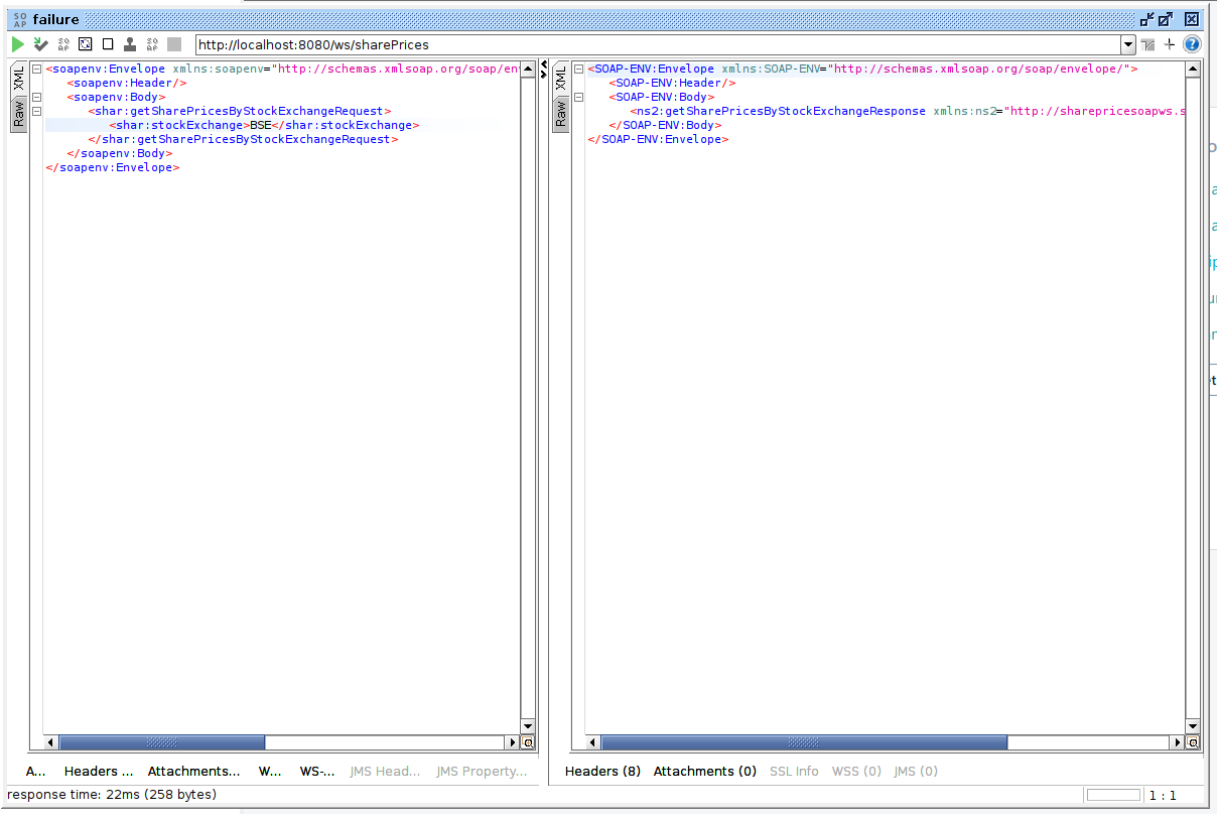 SO AP failure
http://localhost:8080/ws/sharePrices
XML
Raw
<soapenv:Envelope xmlns:soapenv="http://schemas.xmlsoap.org/soap/en
<soapenv:Header/>
<soapenv:Body>
<shar:getSharePricesByStockExchangeRequest>
<shar:stockExchange>BSE</shar:stockExchange>
</shar:getSharePricesByStockExchangeRequest>
</soapenv:Body>
</soapenv:Envelope>
XML
Raw
<SOAP-ENV:Envelope xmlns:SOAP-ENV="http://schemas.xmlsoap.org/soap/envelope/">
<SOAP-ENV:Header/>
<SOAP-ENV:Body>
<ns2:getSharePricesByStockExchangeResponse xmlns:ns2="http://sharepricesoapws.s
</SOAP-ENV:Body>
</SOAP-ENV:Envelope>
A... Headers ... Attachments... W... WS-... JMS Head... JMS Property...
Headers (8) Attachments (0) SSL Info WSS (0) JMS (0)
response time: 22ms (258 bytes)
1 : 1